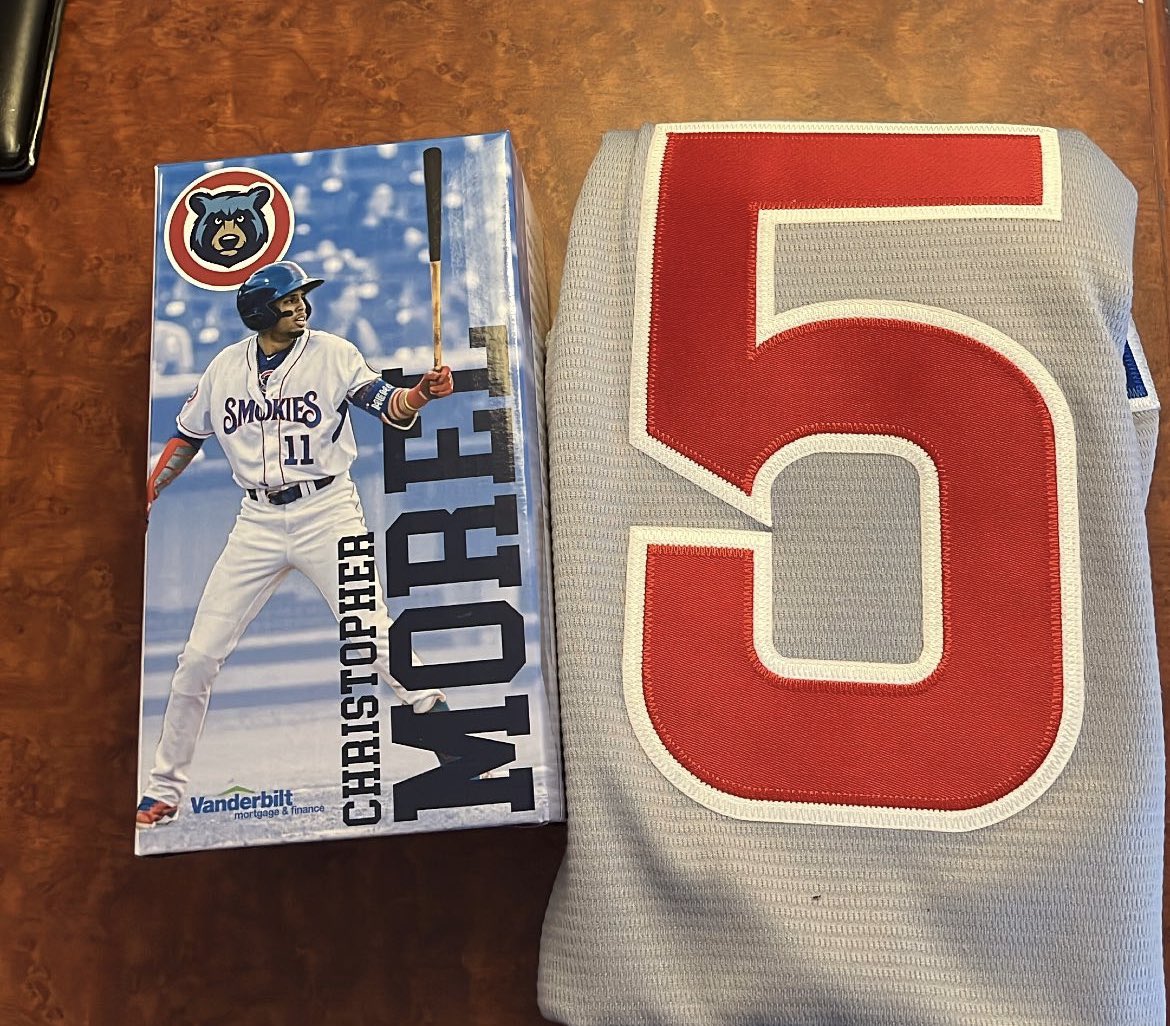 SMOKIES
11
CHRISTOPHER
MOREL
Vanderbilt
mortgage & finance
5